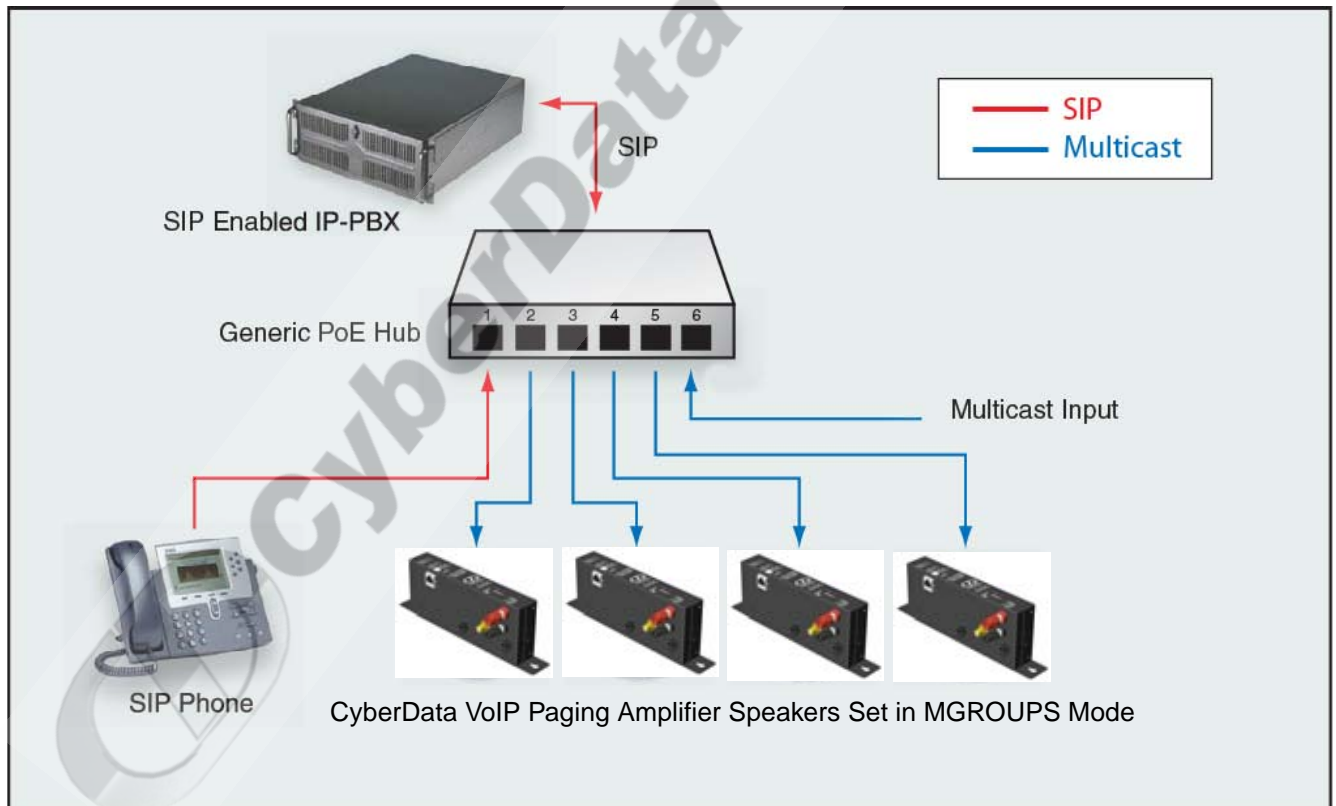 SIP
Multicast
SIP
SIP Enabled IP-PBX
Generic PoE Hub
1 2 3 4 5 6
Multicast Input
SIP Phone
CyberData VoIP Paging Amplifier Speakers Set in MGROUPS Mode
CyberData